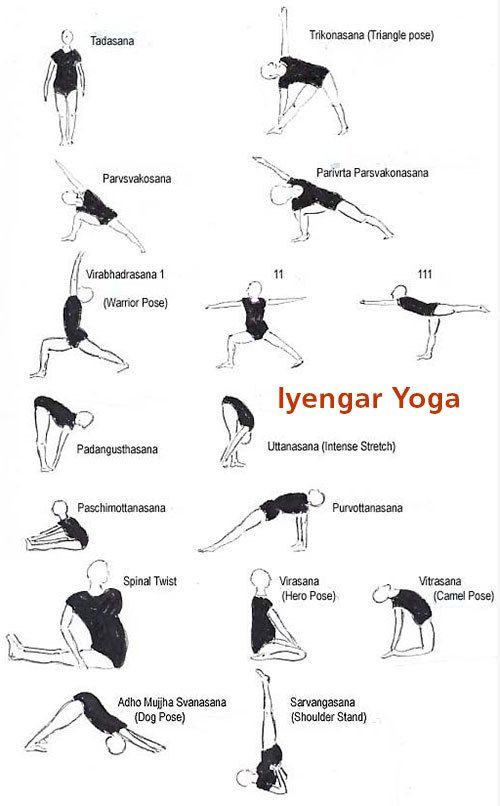 Tadasana
Trikonasana (Triangle pose)
Parvsvakosana
Parivrta Parsvakonasana
Virabhadrasana 1
(Warrior Pose)
11
111
Iyengar Yoga
Padangusthasana
Uttanasana (Intense Stretch)
Paschimottanasana
Purvottanasana
Spinal Twist
Virasana
(Hero Pose)
Vitrasana
(Camel Pose)
Adho Mujjha Svanasana
(Dog Pose)
Sarvangasana
(Shoulder Stand)